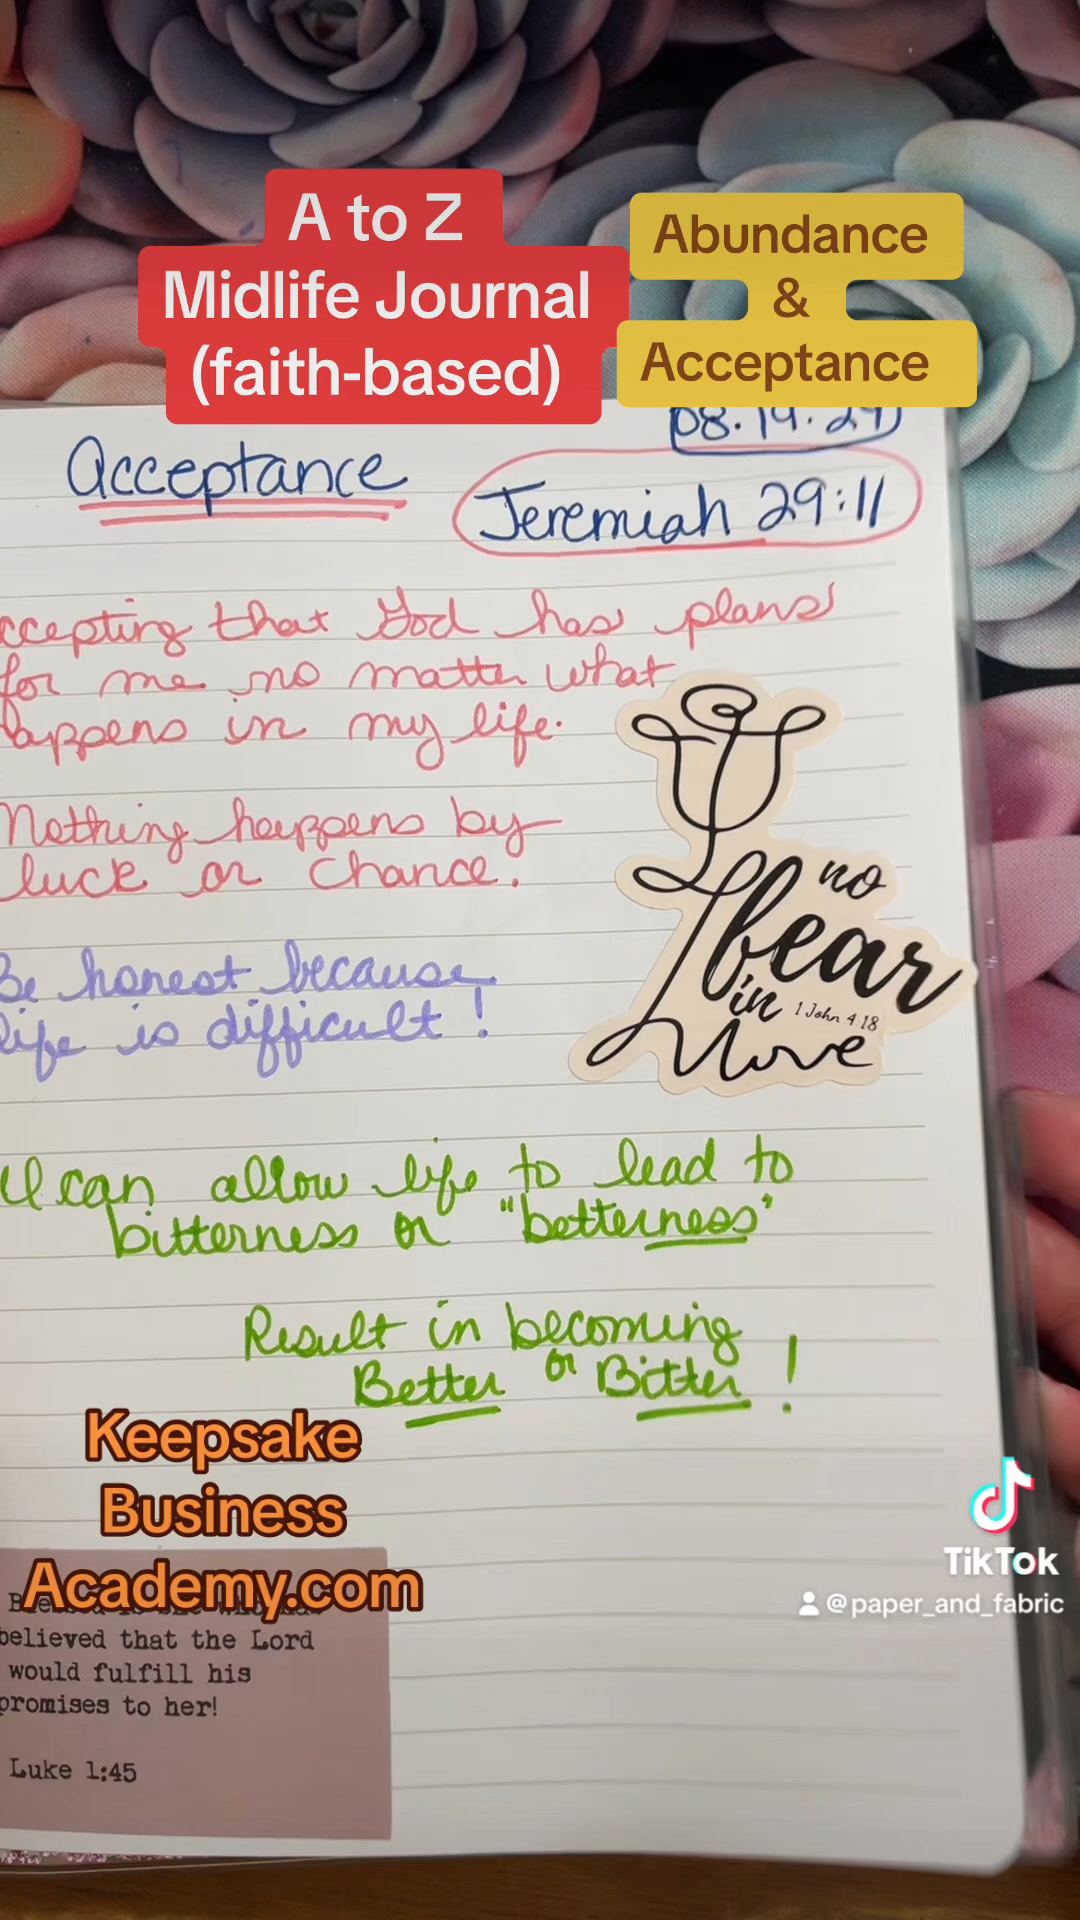 A to Z
Midlife Journal
(faith-based)
Abundance
&
Acceptance
Acceptance
Jeremiah 29:11
ccepting that God has plans
for me no matter what
appens in my life.
Nothing happens by
luck or chance.
Be honest because
life is difficult!
I can allow life to lead to
bitterness or "betterness"
Result in becoming
Better or Bitter!
no
fear
in
1 John 4:18
love
Keepsake
Business
Academy.com
believed that the Lord
would fulfill his
promises to her!
Luke 1:45
TikTok
@paper_and_fabric